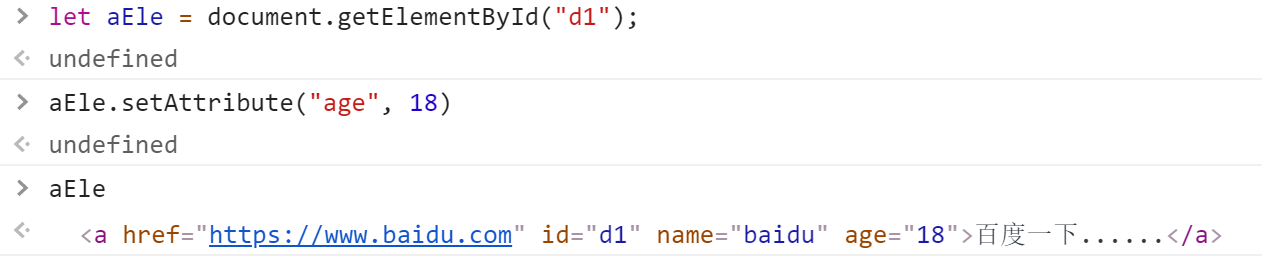 let aEle = document.getElementById("d1");
undefined
aEle.setAttribute("age", 18)
undefined
aEle
<a href="https://www.baidu.com" id="d1" name="baidu" age="18">百度一下......</a>